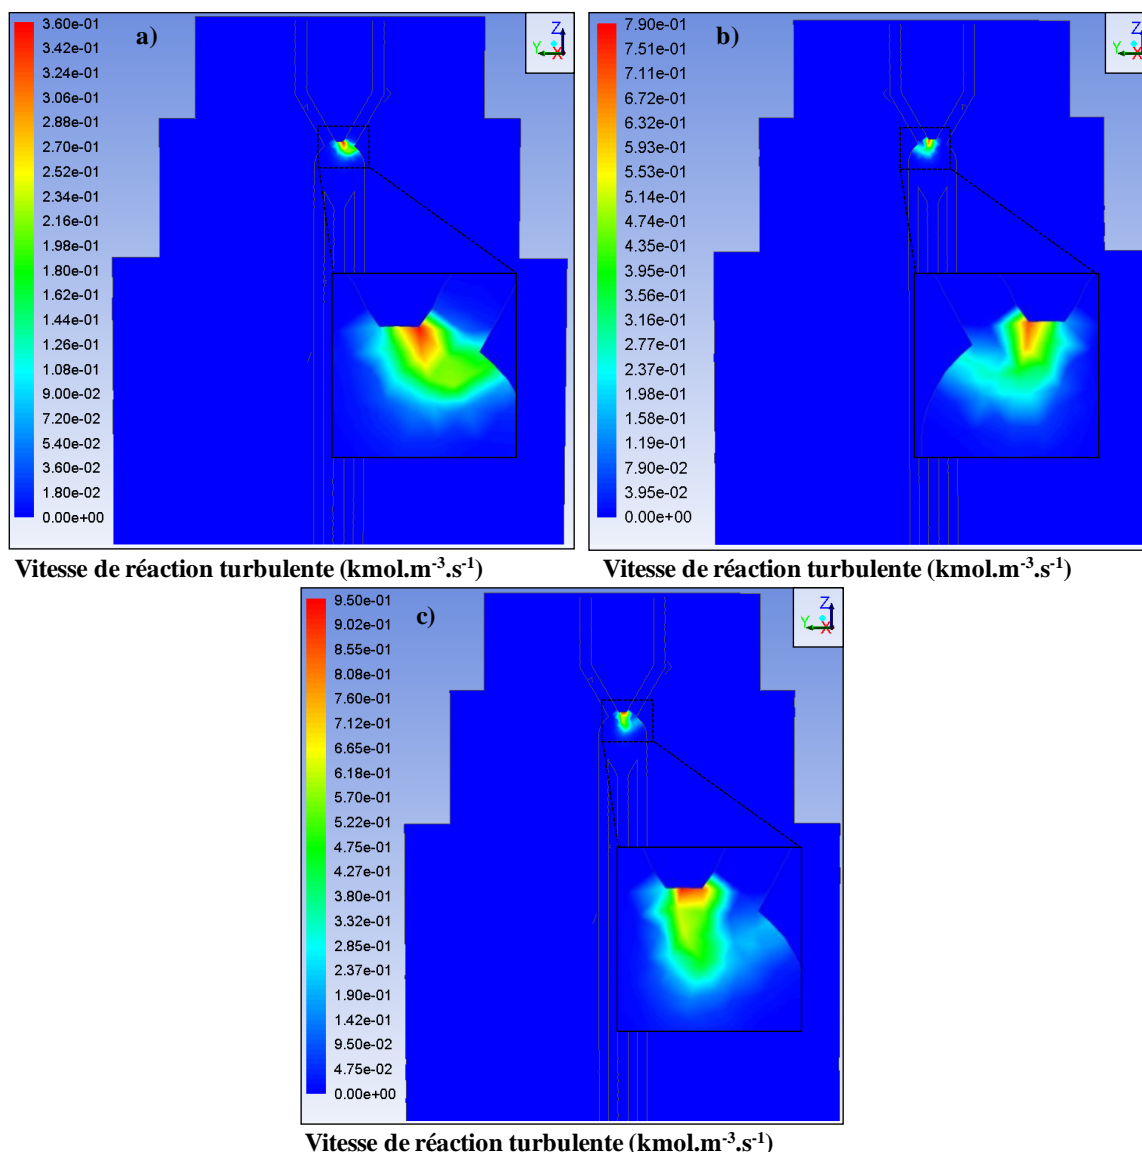 a)
Z
Y
X
3.60e-01
3.42e-01
3.24e-01
3.06e-01
2.88e-01
2.70e-01
2.52e-01
2.34e-01
2.16e-01
1.98e-01
1.80e-01
1.62e-01
1.44e-01
1.26e-01
1.08e-01
9.00e-02
7.20e-02
5.40e-02
3.60e-02
1.80e-02
0.00e+00
Vitesse de réaction turbulente (kmol.m⁻³.s⁻¹)
b)
Z
Y
X
7.90e-01
7.51e-01
7.11e-01
6.72e-01
6.32e-01
5.93e-01
5.53e-01
5.14e-01
4.74e-01
4.35e-01
3.95e-01
3.56e-01
3.16e-01
2.77e-01
2.37e-01
1.98e-01
1.58e-01
1.19e-01
7.90e-02
3.95e-02
0.00e+00
Vitesse de réaction turbulente (kmol.m⁻³.s⁻¹)
c)
Z
Y
X
9.50e-01
9.02e-01
8.55e-01
8.08e-01
7.60e-01
7.12e-01
6.65e-01
6.18e-01
5.70e-01
5.22e-01
4.75e-01
4.27e-01
3.80e-01
3.32e-01
2.85e-01
2.37e-01
1.90e-01
1.42e-01
9.50e-02
4.75e-02
0.00e+00
Vitesse de réaction turbulente (kmol.m⁻³.s⁻¹)